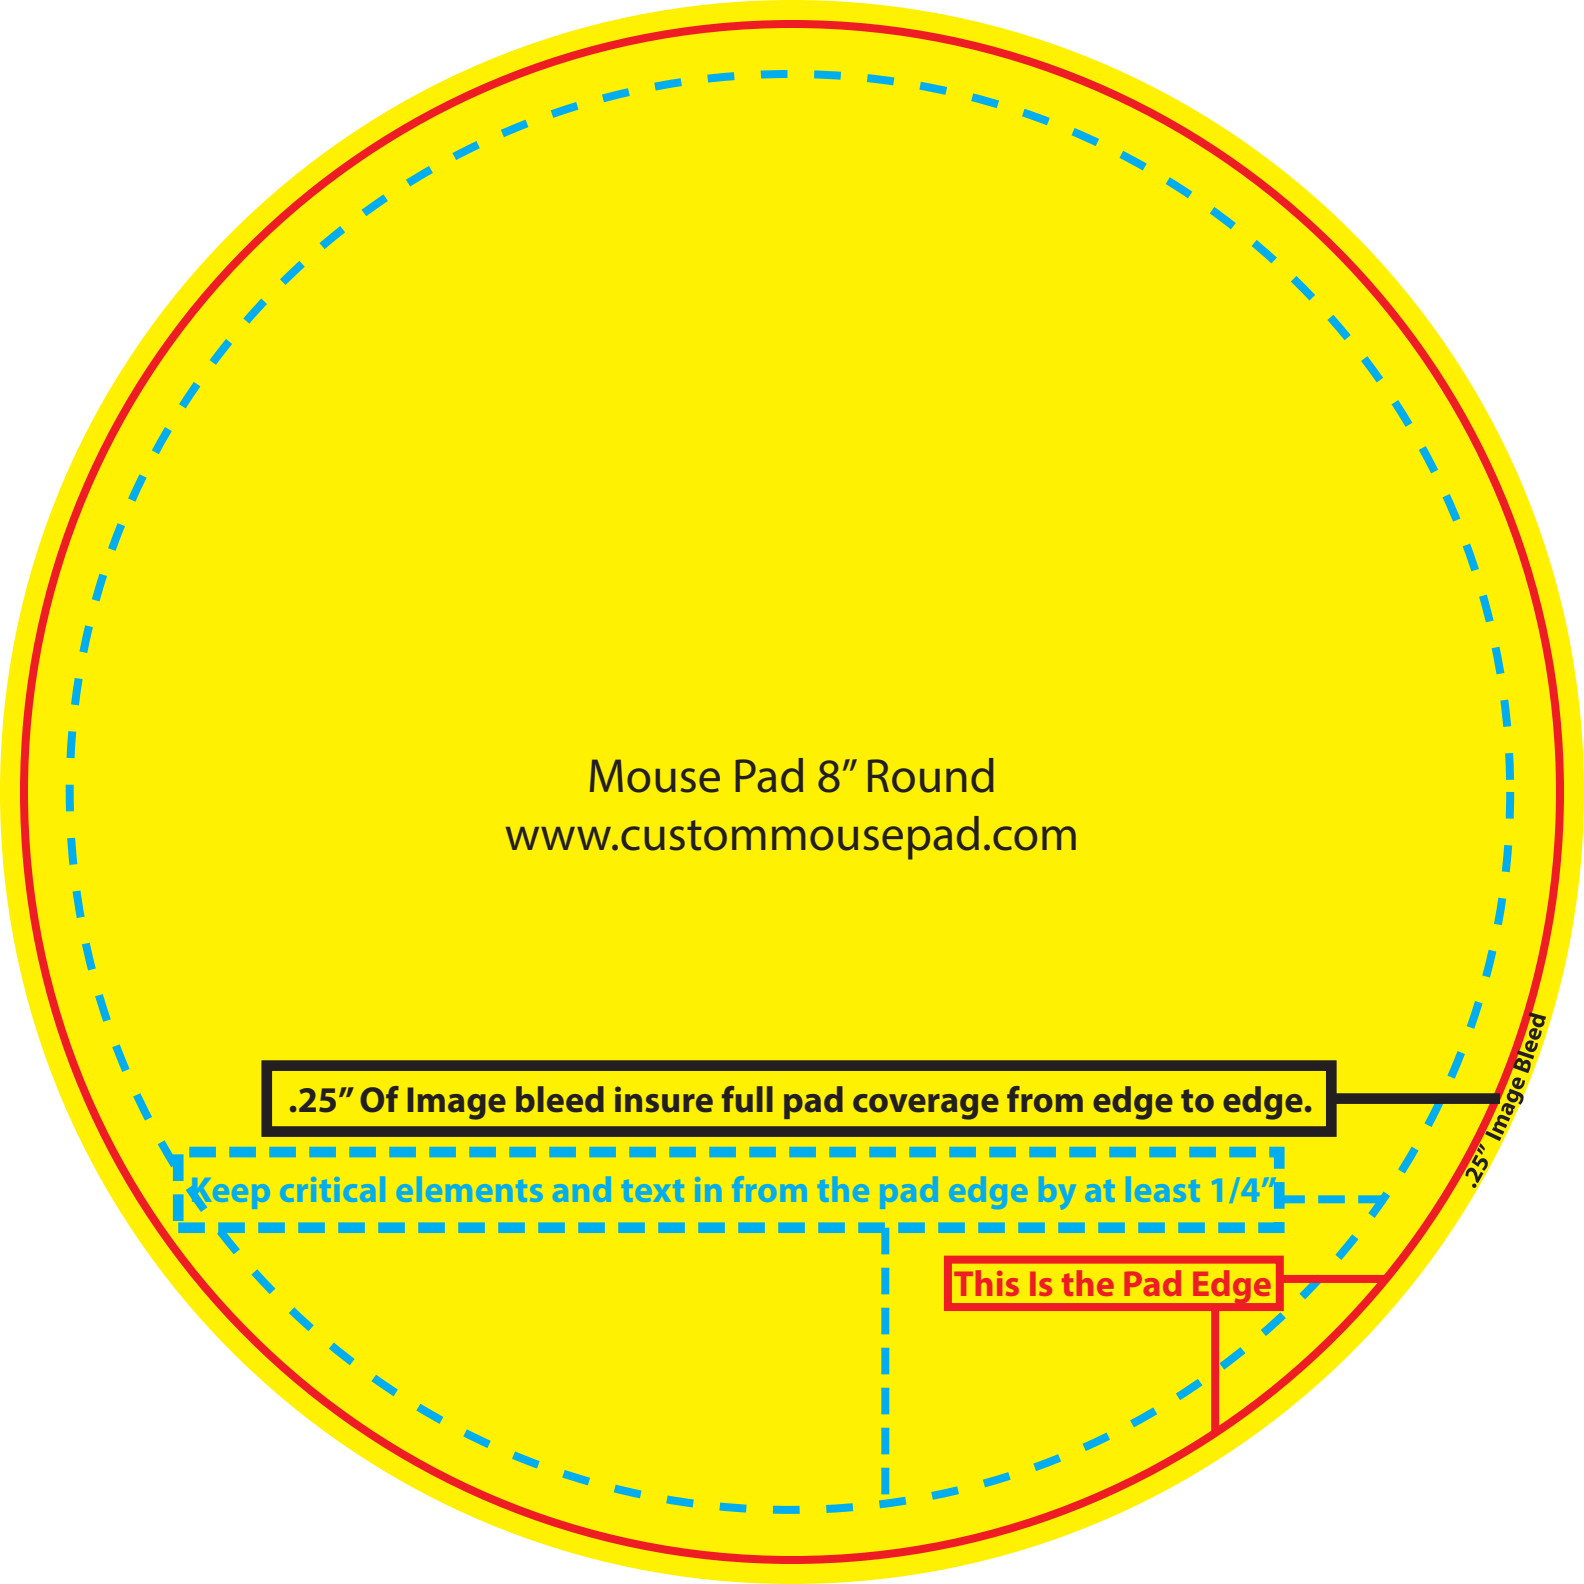 Mouse Pad 8” Round
www.custommousepad.com
.25” Image Bleed
.25” Of Image bleed insure full pad coverage from edge to edge.
Keep critical elements and text in from the pad edge by at least 1/4”
This Is the Pad Edge